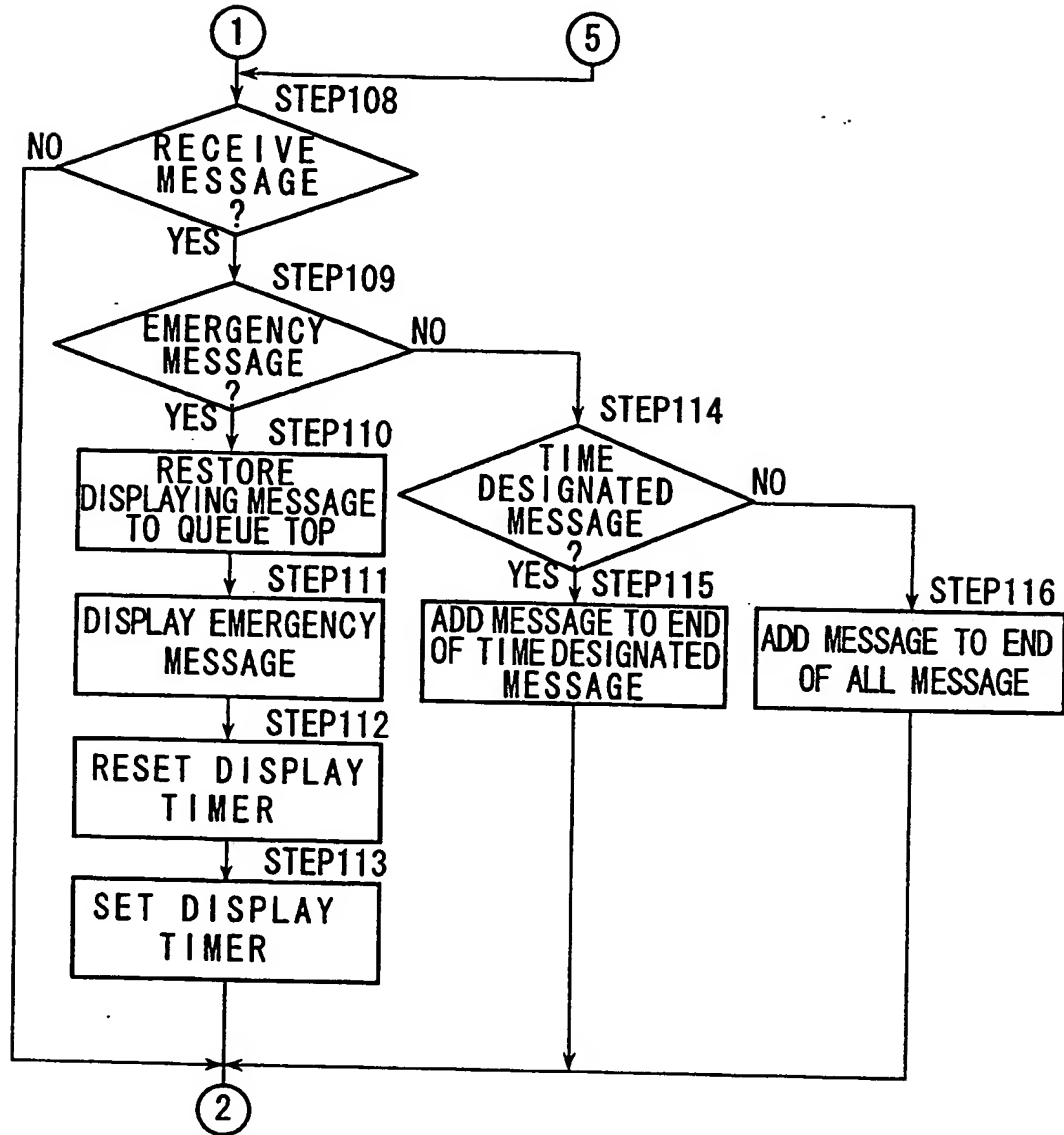 1
5
STEP108
NO
RECEIVE
MESSAGE
?
YES
STEP109
EMERGENCY
MESSAGE
?
NO
YES
STEP110
RESTORE
DISPLAYING MESSAGE
TO QUEUE TOP
STEP111
DISPLAY EMERGENCY
MESSAGE
STEP112
RESET DISPLAY
TIMER
STEP113
SET DISPLAY
TIMER
STEP114
TIME
DESIGNATED
MESSAGE
?
NO
YES
STEP115
ADD MESSAGE TO END
OF TIME DESIGNATED
MESSAGE
STEP116
ADD MESSAGE TO END
OF ALL MESSAGE
2